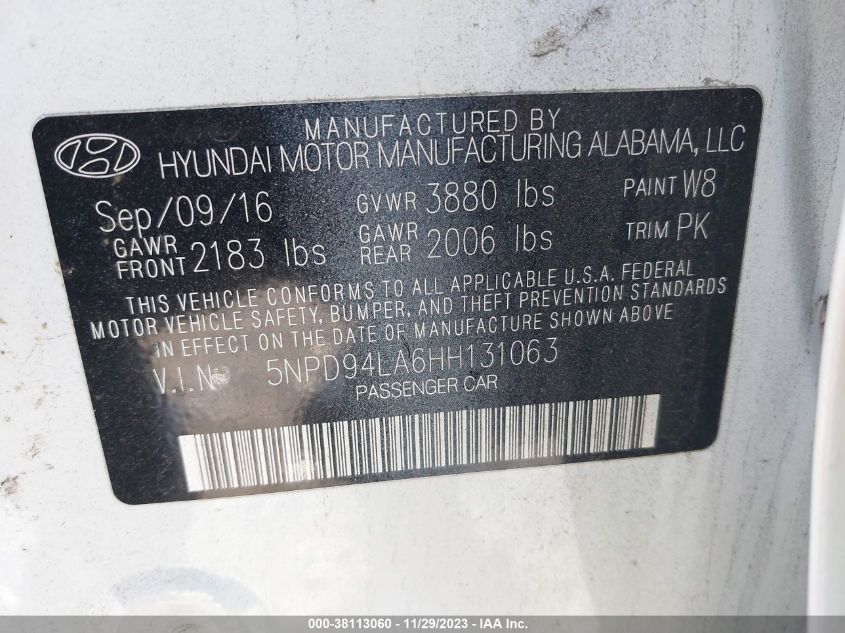 MANUFACTURED BY
HYUNDAI MOTOR MANUFACTURING ALABAMA, LLC
Sep/09/16 GVWR 3880 lbs PAINT W8
GAWR FRONT 2183 lbs GAWR REAR 2006 lbs TRIM PK
THIS VEHICLE CONFORMS TO ALL APPLICABLE U.S.A. FEDERAL
MOTOR VEHICLE SAFETY, BUMPER, AND THEFT PREVENTION STANDARDS
IN EFFECT ON THE DATE OF MANUFACTURE SHOWN ABOVE
V.I.N 5NPD94LA6HH131063
PASSENGER CAR
000-38113060 - 11/29/2023 - IAA Inc.